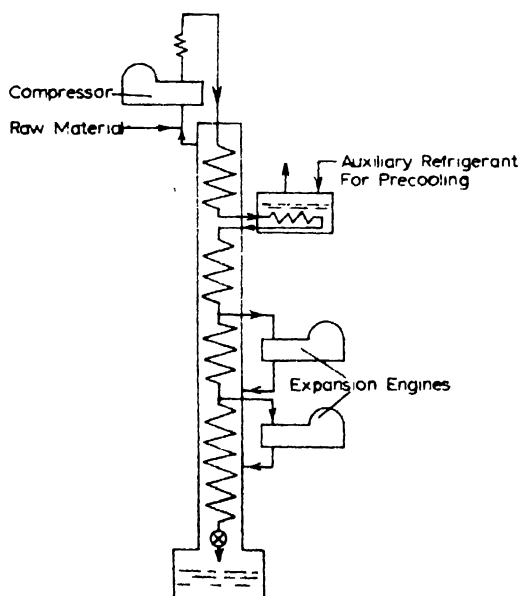 Compressor
Raw Material
Auxiliary Refrigerant
For Precooling
Expansion Engines